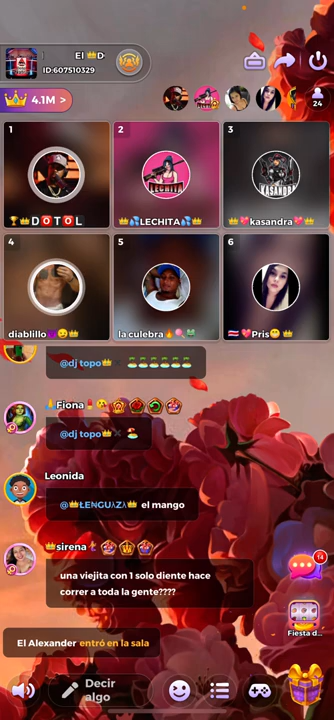 El 👑D
ID:607510329
4.1M >
24
1
2
3
🏆👑D🅾️T🅾️L
LECHITA
👑💦LECHITA💦👑
KASANDRA
👑💖kasandra💖👑
4
5
6
diablillo😈😉👑
la culebra🔥🍭🐸
🇨🇷❤️Pris😁👑
@dj topo👑 🏝️🏝️🏝️🏝️🏝️
🙏Fiona💄😘
@dj topo👑 🏖️
Leonida
@👑ŁEŃGUAZA👑 el mango
👑sirena🧜‍♀️
una viejita con 1 solo diente hace
correr a toda la gente????
14
Fiesta d...
El Alexander entró en la sala
Decir
algo